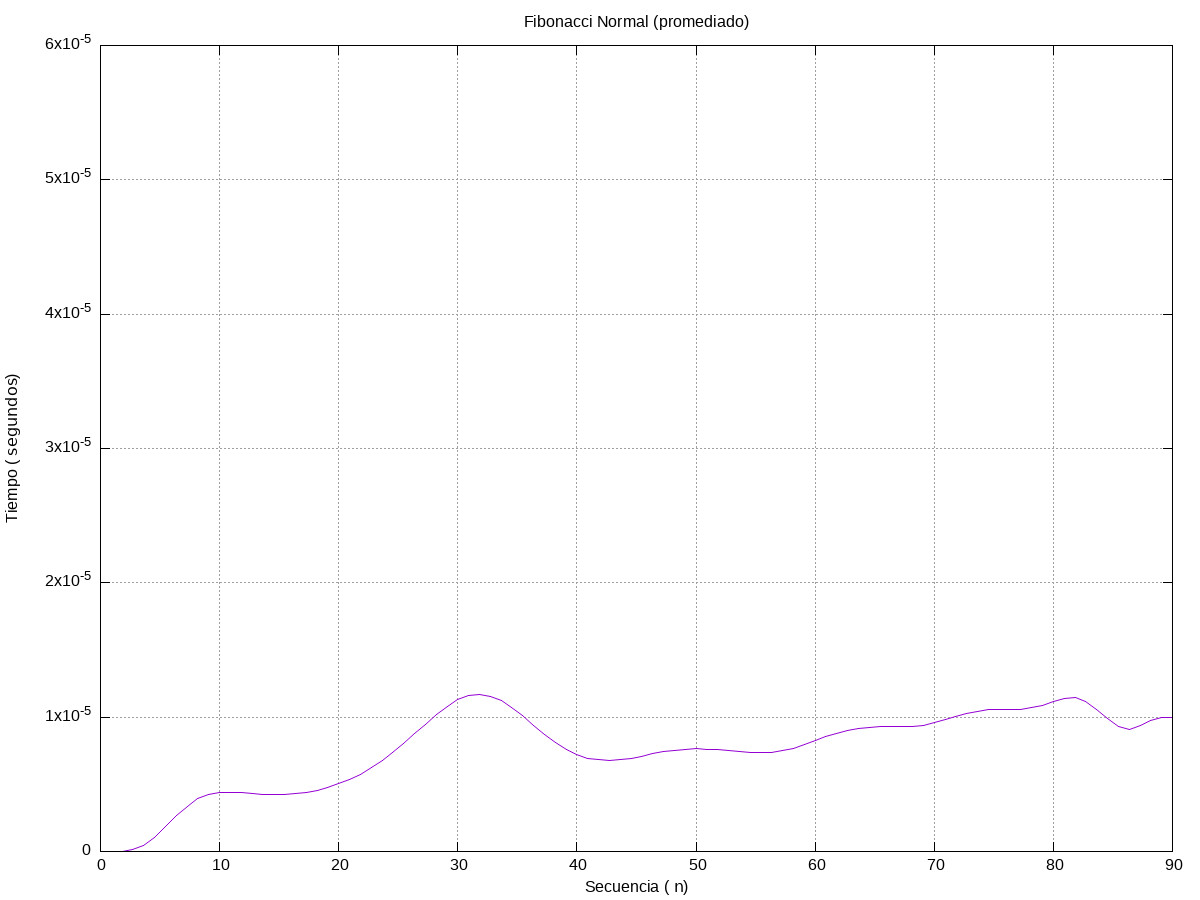 Fibonacci Normal (promediado)
6x10-5
5x10-5
4x10-5
3x10-5
2x10-5
1x10-5
0
Tiempo ( segundos)
0 10 20 30 40 50 60 70 80 90
Secuencia ( n)